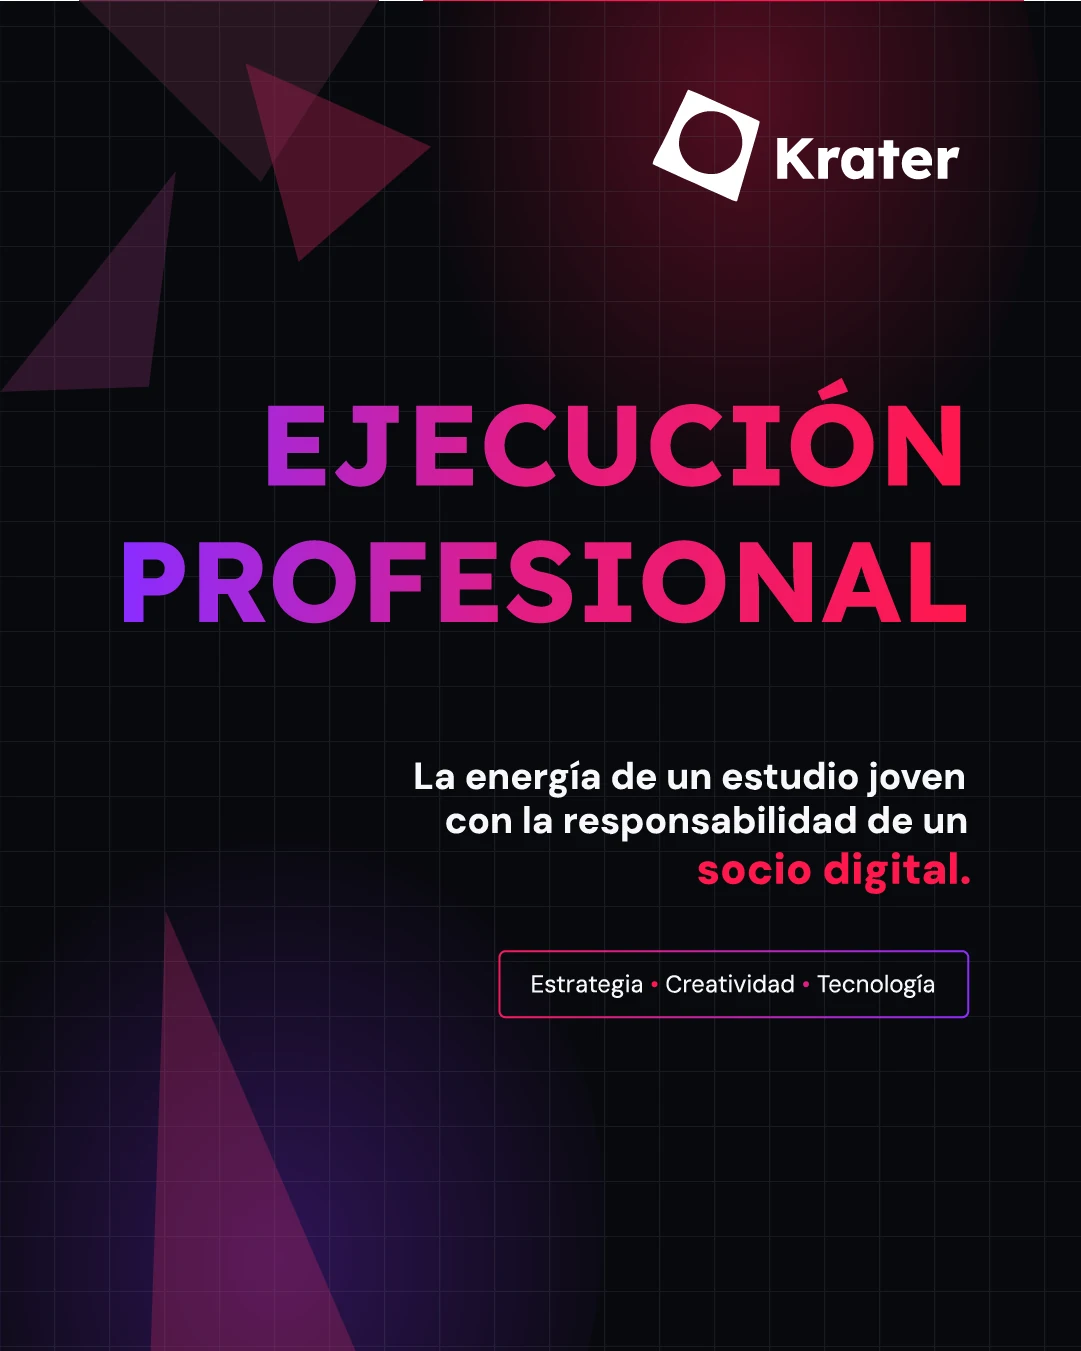 Krater
EJECUCIÓN
PROFESIONAL
La energía de un estudio joven
con la responsabilidad de un
socio digital.
Estrategia • Creatividad • Tecnología